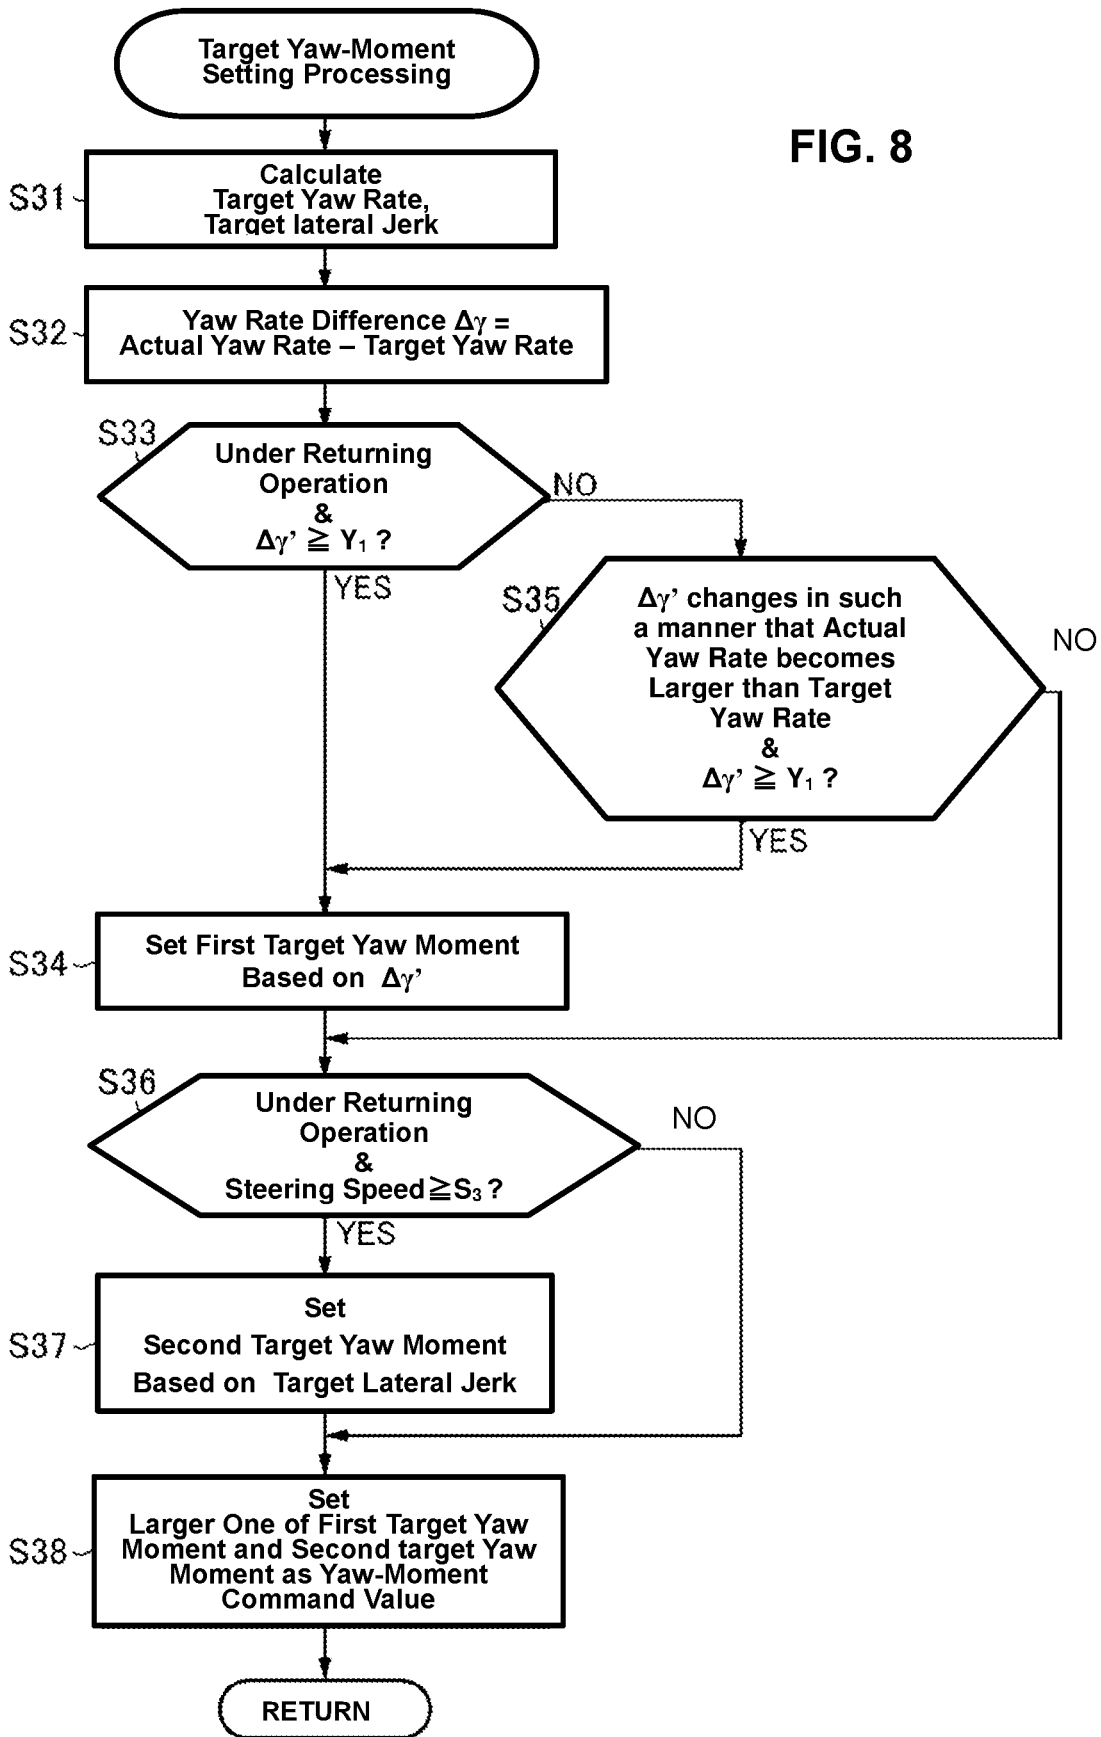 Target Yaw-Moment
Setting Processing
FIG. 8
S31
Calculate
Target Yaw Rate,
Target lateral Jerk
S32
Yaw Rate Difference Δγ =
Actual Yaw Rate – Target Yaw Rate
S33
Under Returning
Operation
&
Δγ’ ≧ Y₁ ?
NO
YES
S35
Δγ’ changes in such
a manner that Actual
Yaw Rate becomes
Larger than Target
Yaw Rate
&
Δγ’ ≧ Y₁ ?
NO
YES
S34
Set First Target Yaw Moment
Based on Δγ’
S36
Under Returning
Operation
&
Steering Speed≧S₃ ?
NO
YES
S37
Set
Second Target Yaw Moment
Based on Target Lateral Jerk
S38
Set
Larger One of First Target Yaw
Moment and Second target Yaw
Moment as Yaw-Moment
Command Value
RETURN